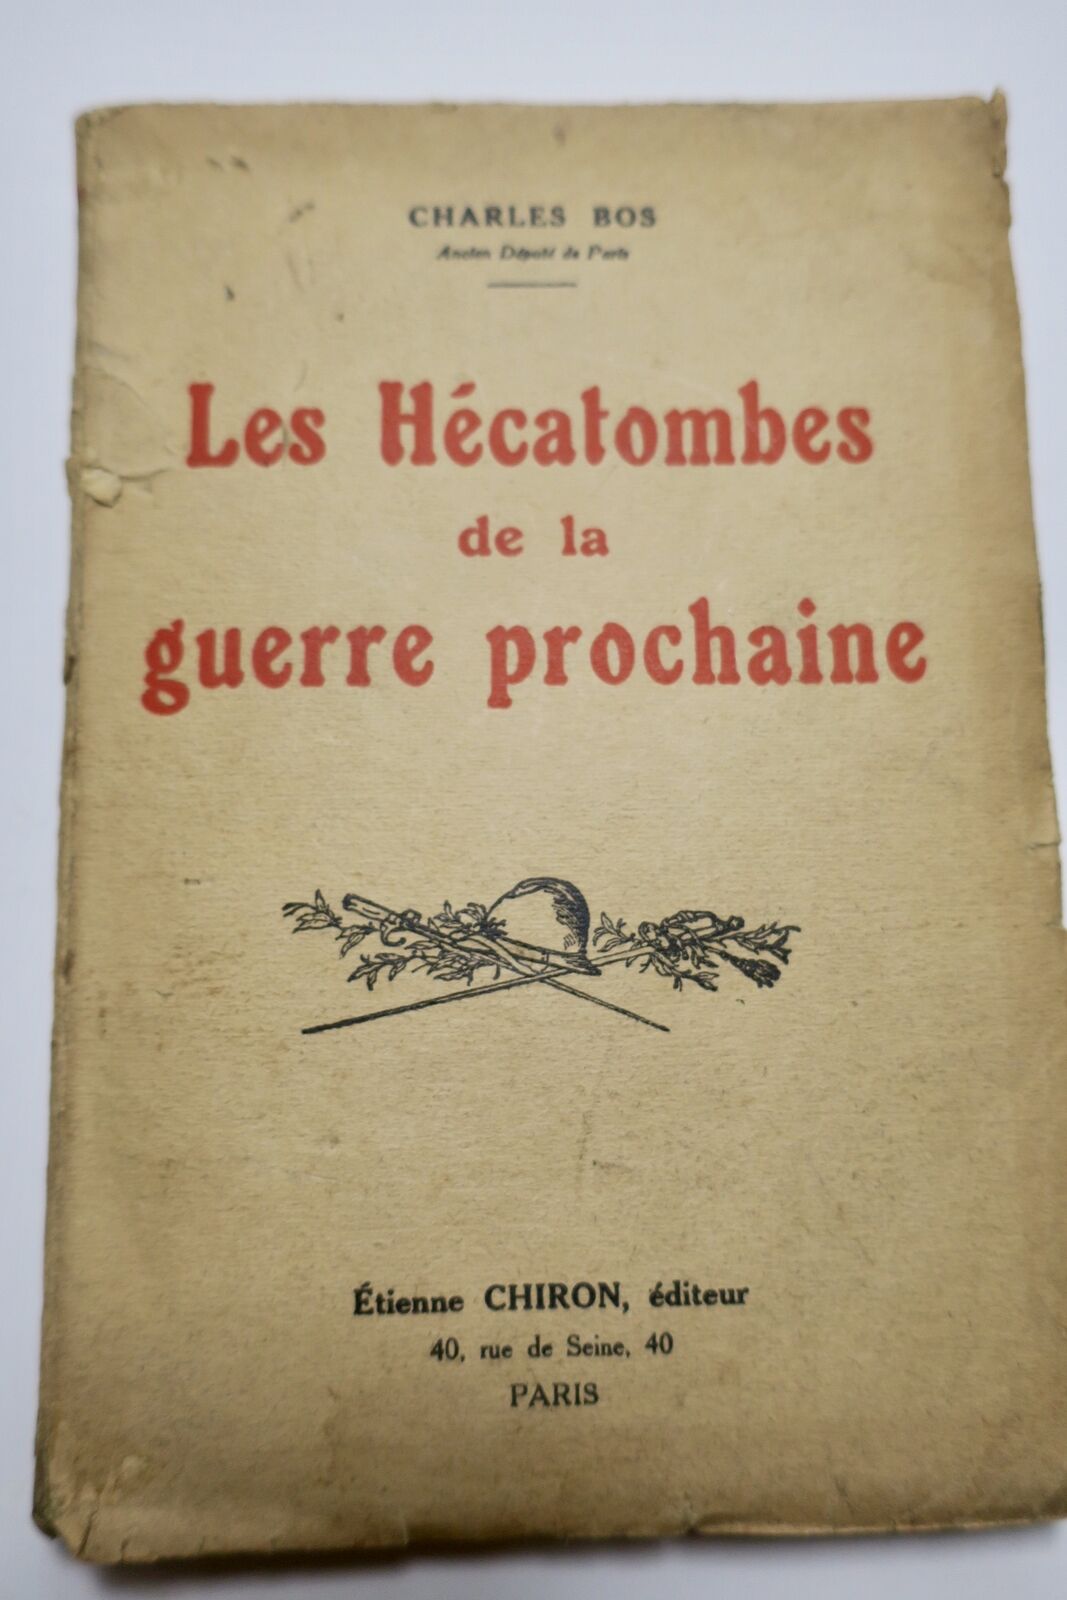 CHARLES BOS
Ancien Député de Paris
Les Hécatombes
de la
guerre prochaine
Étienne CHIRON, éditeur
40, rue de Seine, 40
PARIS